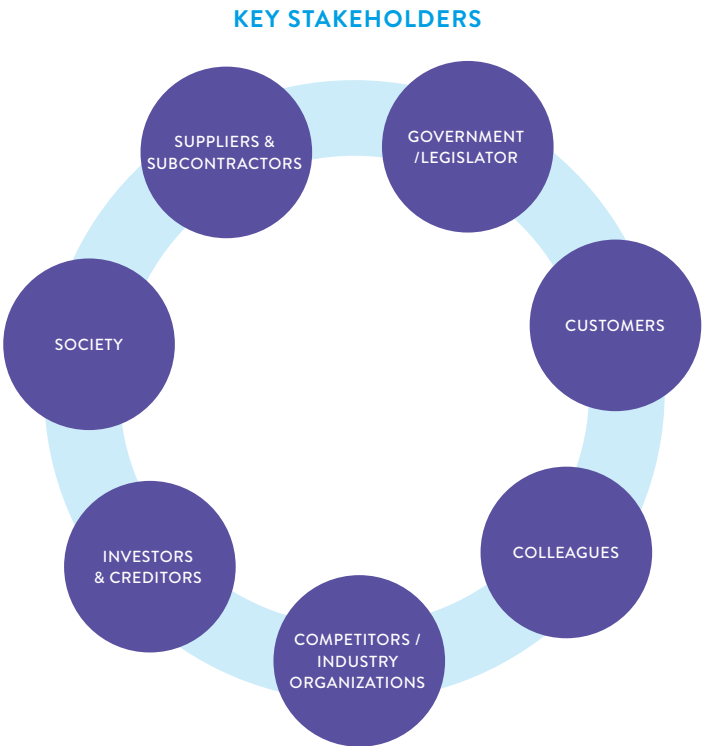 KEY STAKEHOLDERS
SUPPLIERS &
SUBCONTRACTORS
GOVERNMENT
/LEGISLATOR
CUSTOMERS
SOCIETY
COLLEAGUES
INVESTORS
& CREDITORS
COMPETITORS /
INDUSTRY
ORGANIZATIONS